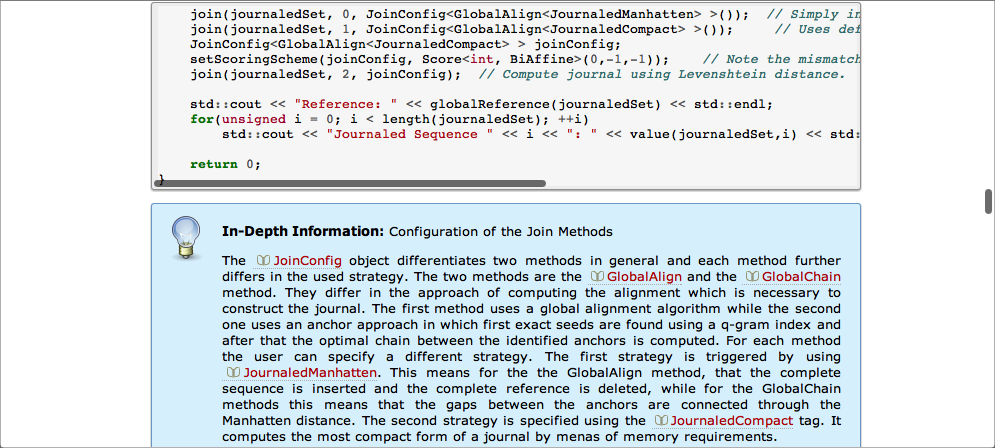 join(journaledSet, 0, JoinConfig<GlobalAlign<JournaledManhatten> >());  // Simply in
join(journaledSet, 1, JoinConfig<GlobalAlign<JournaledCompact> >());     // Uses def
JoinConfig<GlobalAlign<JournaledCompact> > joinConfig;
setScoringScheme(joinConfig, Score<int, BiAffine>(0,-1,-1));    // Note the mismatch
join(journaledSet, 2, joinConfig);  // Compute journal using Levenshtein distance.
std::cout << "Reference: " << globalReference(journaledSet) << std::endl;
for(unsigned i = 0; i < length(journaledSet); ++i)
std::cout << "Journaled Sequence " << i << ": " << value(journaledSet,i) << std:
return 0;
}
In-Depth Information: Configuration of the Join Methods
The JoinConfig object differentiates two methods in general and each method further
differs in the used strategy. The two methods are the GlobalAlign and the GlobalChain
method. They differ in the approach of computing the alignment which is necessary to
construct the journal. The first method uses a global alignment algorithm while the second
one uses an anchor approach in which first exact seeds are found using a q-gram index and
after that the optimal chain between the identified anchors is computed. For each method
the user can specify a different strategy. The first strategy is triggered by using
JournaledManhatten. This means for the the GlobalAlign method, that the complete
sequence is inserted and the complete reference is deleted, while for the GlobalChain
methods this means that the gaps between the anchors are connected through the
Manhatten distance. The second strategy is specified using the JournaledCompact tag. It
computes the most compact form of a journal by menas of memory requirements.